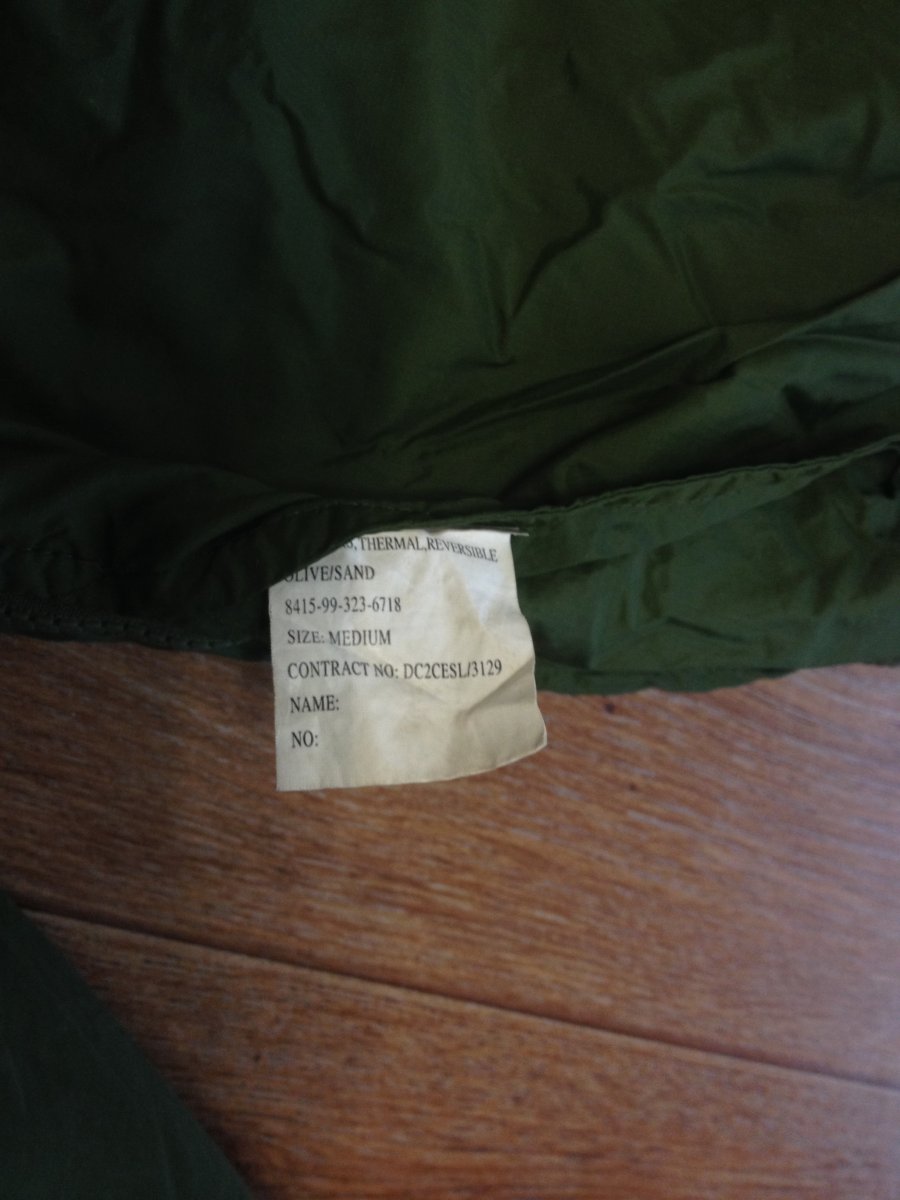 THERMAL,REVERSIBLE
OLIVE/SAND
8415-99-323-6718
SIZE: MEDIUM
CONTRACT NO: DC2CESL/3129
NAME:
NO: